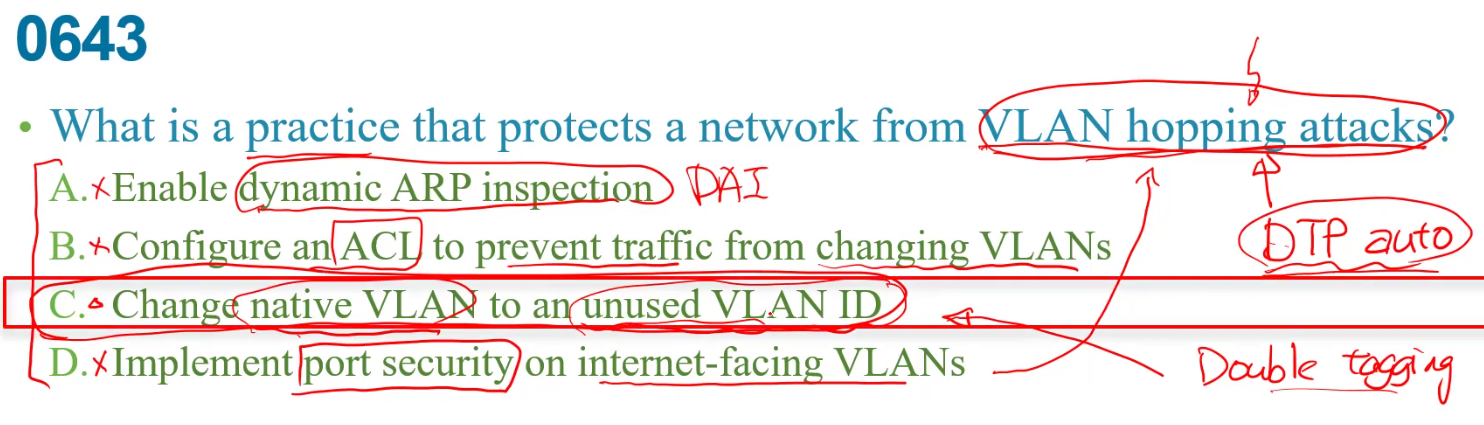 0643
• What is a practice that protects a network from VLAN hopping attacks?
A. × Enable dynamic ARP inspection DAI
B. × Configure an ACL to prevent traffic from changing VLANs
DTP auto
C. Change native VLAN to an unused VLAN ID
D. × Implement port security on internet-facing VLANs
Double tagging